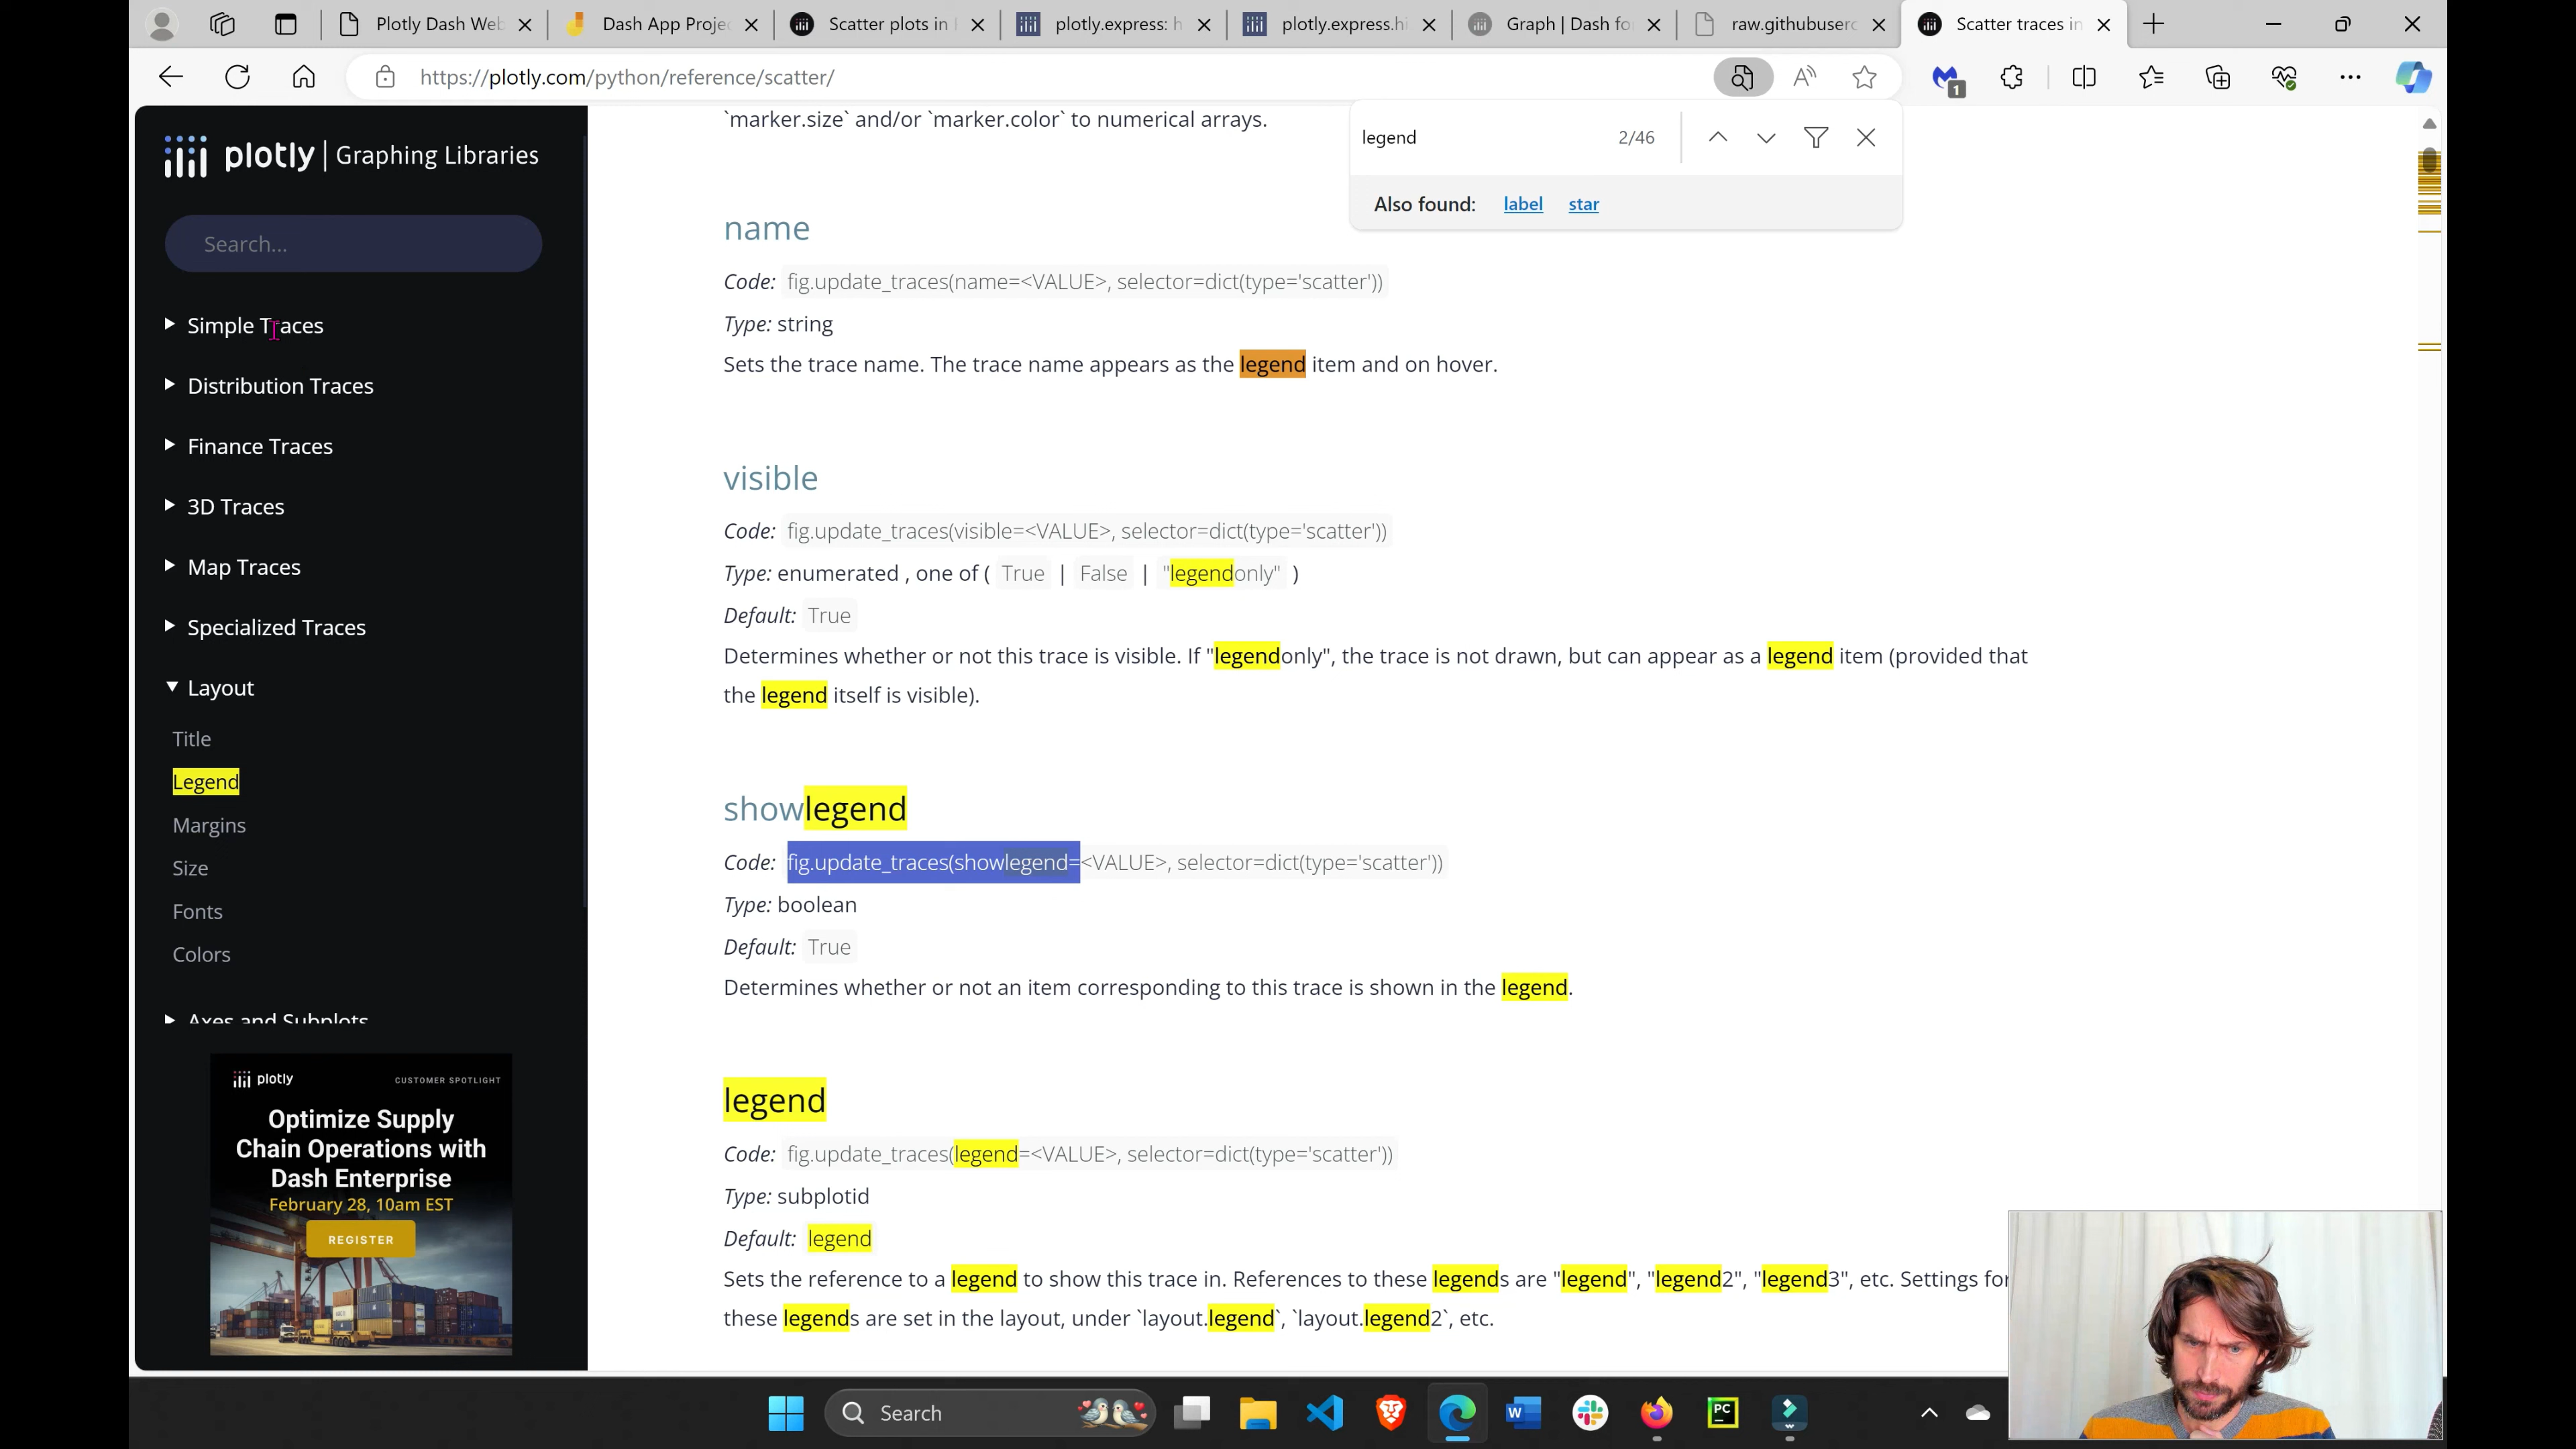 Plotly Dash Web
Dash App Projec
Scatter plots in
plotly.express: h
plotly.express.hi
Graph | Dash fo
raw.githubuserc
Scatter traces in
https://plotly.com/python/reference/scatter/
1
legend
2/46
Also found: label star
plotly | Graphing Libraries
Search...
Simple Traces
Distribution Traces
Finance Traces
3D Traces
Map Traces
Specialized Traces
Layout
Title
Legend
Margins
Size
Fonts
Colors
Axes and Subplots
plotly
CUSTOMER SPOTLIGHT
Optimize Supply
Chain Operations with
Dash Enterprise
February 28, 10am EST
REGISTER
`marker.size` and/or `marker.color` to numerical arrays.
name
Code: fig.update_traces(name=<VALUE>, selector=dict(type='scatter'))
Type: string
Sets the trace name. The trace name appears as the legend item and on hover.
visible
Code: fig.update_traces(visible=<VALUE>, selector=dict(type='scatter'))
Type: enumerated , one of ( True | False | "legendonly" )
Default: True
Determines whether or not this trace is visible. If "legendonly", the trace is not drawn, but can appear as a legend item (provided that
the legend itself is visible).
showlegend
Code: fig.update_traces(showlegend=<VALUE>, selector=dict(type='scatter'))
Type: boolean
Default: True
Determines whether or not an item corresponding to this trace is shown in the legend.
legend
Code: fig.update_traces(legend=<VALUE>, selector=dict(type='scatter'))
Type: subplotid
Default: legend
Sets the reference to a legend to show this trace in. References to these legends are "legend", "legend2", "legend3", etc. Settings for
these legends are set in the layout, under `layout.legend`, `layout.legend2`, etc.
Search
W
PC